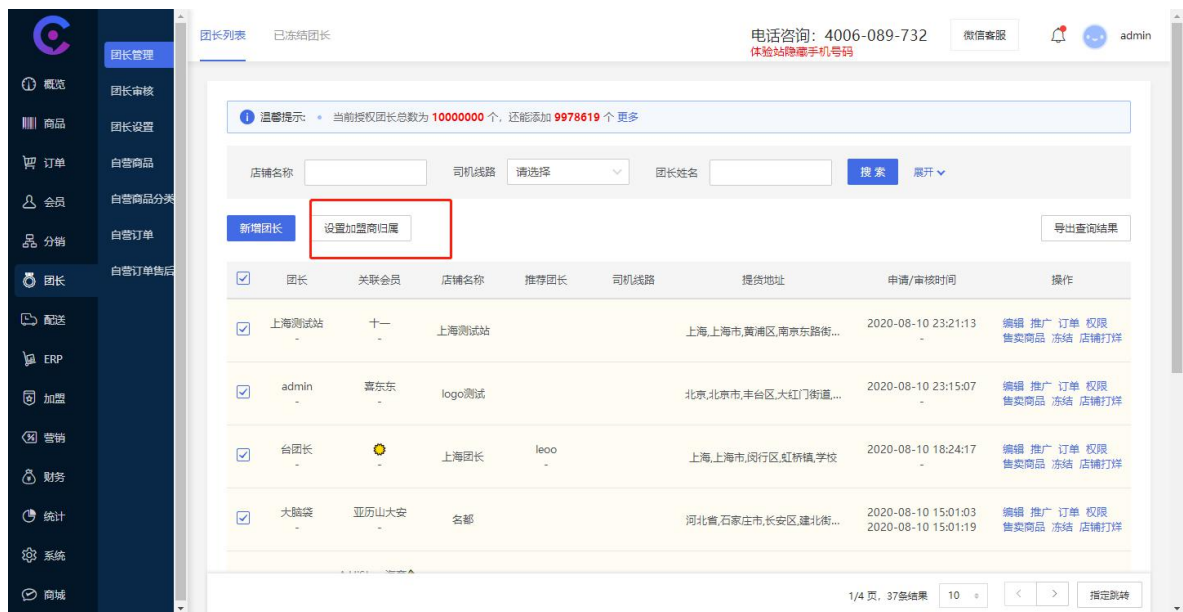 团长列表 已冻结团长
电话咨询：4006-089-732
体验站隐藏手机号码
微信客服
admin
概览
商品
订单
会员
分销
团长
配送
ERP
加盟
营销
财务
统计
系统
商城
团长管理
团长审核
团长设置
自营商品
自营商品分类
自营订单
自营订单售后
温馨提示： 当前授权团长总数为 10000000 个，还能添加 9978619 个 更多
店铺名称 司机线路 请选择 团长姓名 搜索 展开
新增团长 设置加盟商归属 导出查询结果
团长 关联会员 店铺名称 推荐团长 司机线路 提货地址 申请/审核时间 操作
上海测试站 十一 上海测试站 上海,上海市,黄浦区,南京东路街... 2020-08-10 23:21:13 编辑 推广 订单 权限
- - - 售卖商品 冻结 店铺打烊
admin 喜东东 logo测试 北京,北京市,丰台区,大红门街道,... 2020-08-10 23:15:07 编辑 推广 订单 权限
- - - 售卖商品 冻结 店铺打烊
台团长 上海团长 leoo 上海,上海市,闵行区,虹桥镇,学校 2020-08-10 18:24:17 编辑 推广 订单 权限
- - - - 售卖商品 冻结 店铺打烊
大脑袋 亚历山大安 名都 河北省,石家庄市,长安区,建北街... 2020-08-10 15:01:03 编辑 推广 订单 权限
- - 2020-08-10 15:01:19 售卖商品 冻结 店铺打烊
1/4 页，37条结果 10 < > 指定跳转